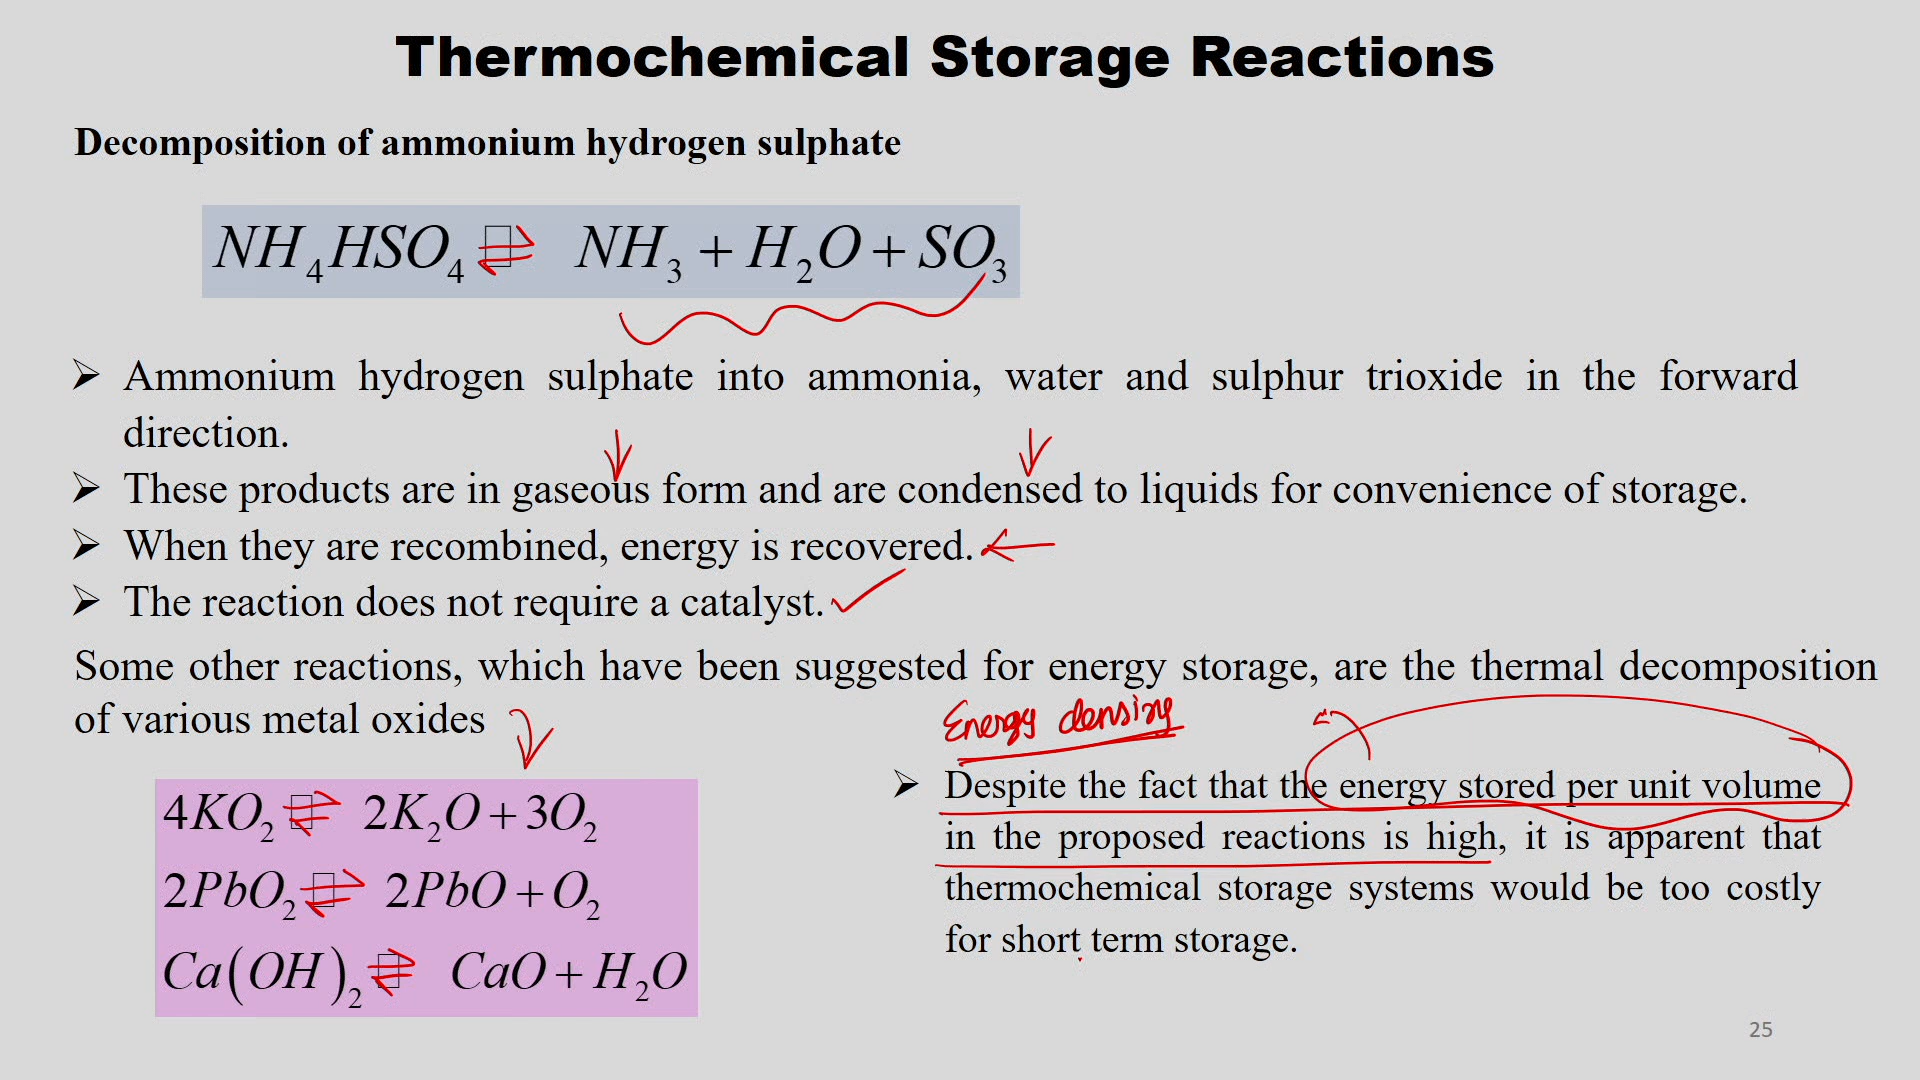 Thermochemical Storage Reactions
Decomposition of ammonium hydrogen sulphate
NH₄HSO₄ ⇌ NH₃ + H₂O + SO₃
➢ Ammonium hydrogen sulphate into ammonia, water and sulphur trioxide in the forward
direction.
➢ These products are in gaseous form and are condensed to liquids for convenience of storage.
➢ When they are recombined, energy is recovered.
➢ The reaction does not require a catalyst.
Some other reactions, which have been suggested for energy storage, are the thermal decomposition
of various metal oxides
4KO₂ ⇌ 2K₂O + 3O₂
2PbO₂ ⇌ 2PbO + O₂
Ca(OH)₂ ⇌ CaO + H₂O
Energy density
➢ Despite the fact that the energy stored per unit volume
in the proposed reactions is high, it is apparent that
thermochemical storage systems would be too costly
for short term storage.
25